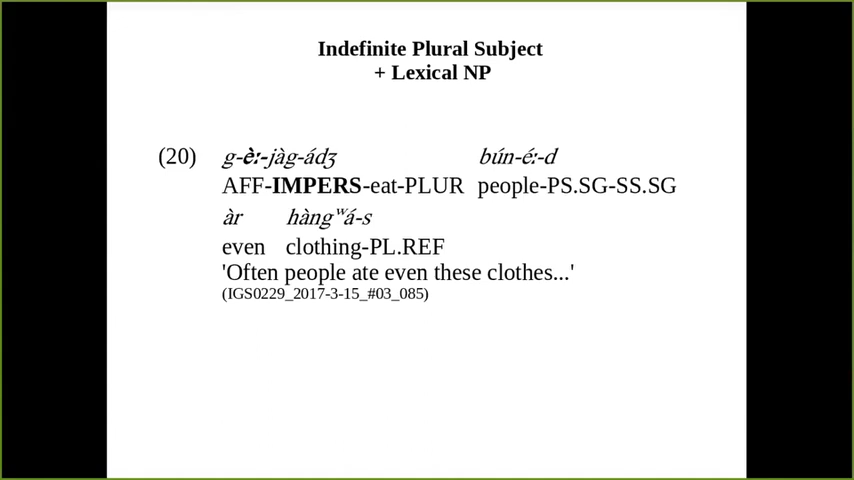 Indefinite Plural Subject
+ Lexical NP
(20) g-èː-jàg-ádʒ bún-éː-d
AFF-IMPERS-eat-PLUR people-PS.SG-SS.SG
àr hàngʷá-s
even clothing-PL.REF
'Often people ate even these clothes...'
(IGS0229_2017-3-15_#03_085)